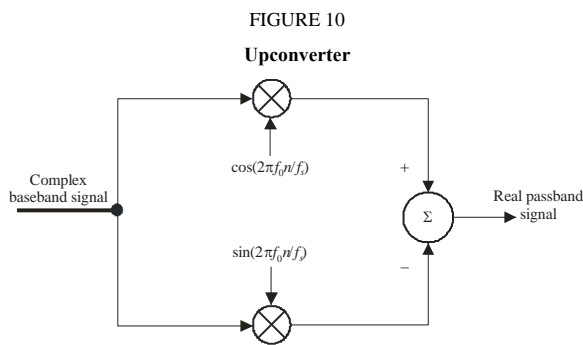 FIGURE 10
Upconverter
cos(2πf₀n/fₛ)
Complex
baseband signal
+
Σ
Real passband
signal
sin(2πf₀n/fₛ)
−